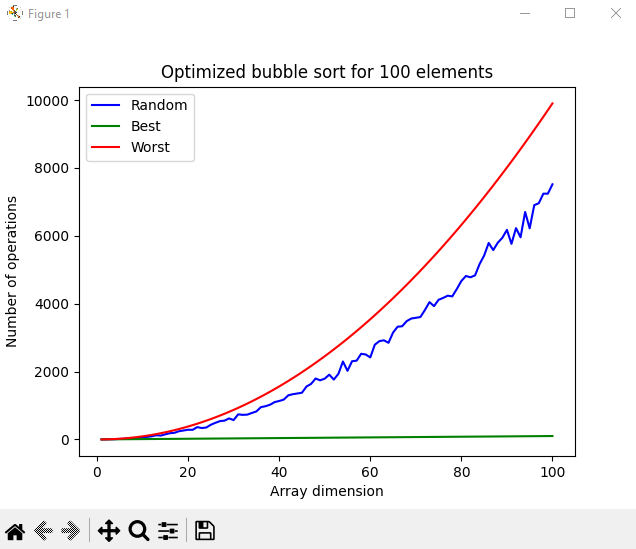 Figure 1
Optimized bubble sort for 100 elements
Random
Best
Worst
Number of operations
10000
8000
6000
4000
2000
0
0 20 40 60 80 100
Array dimension